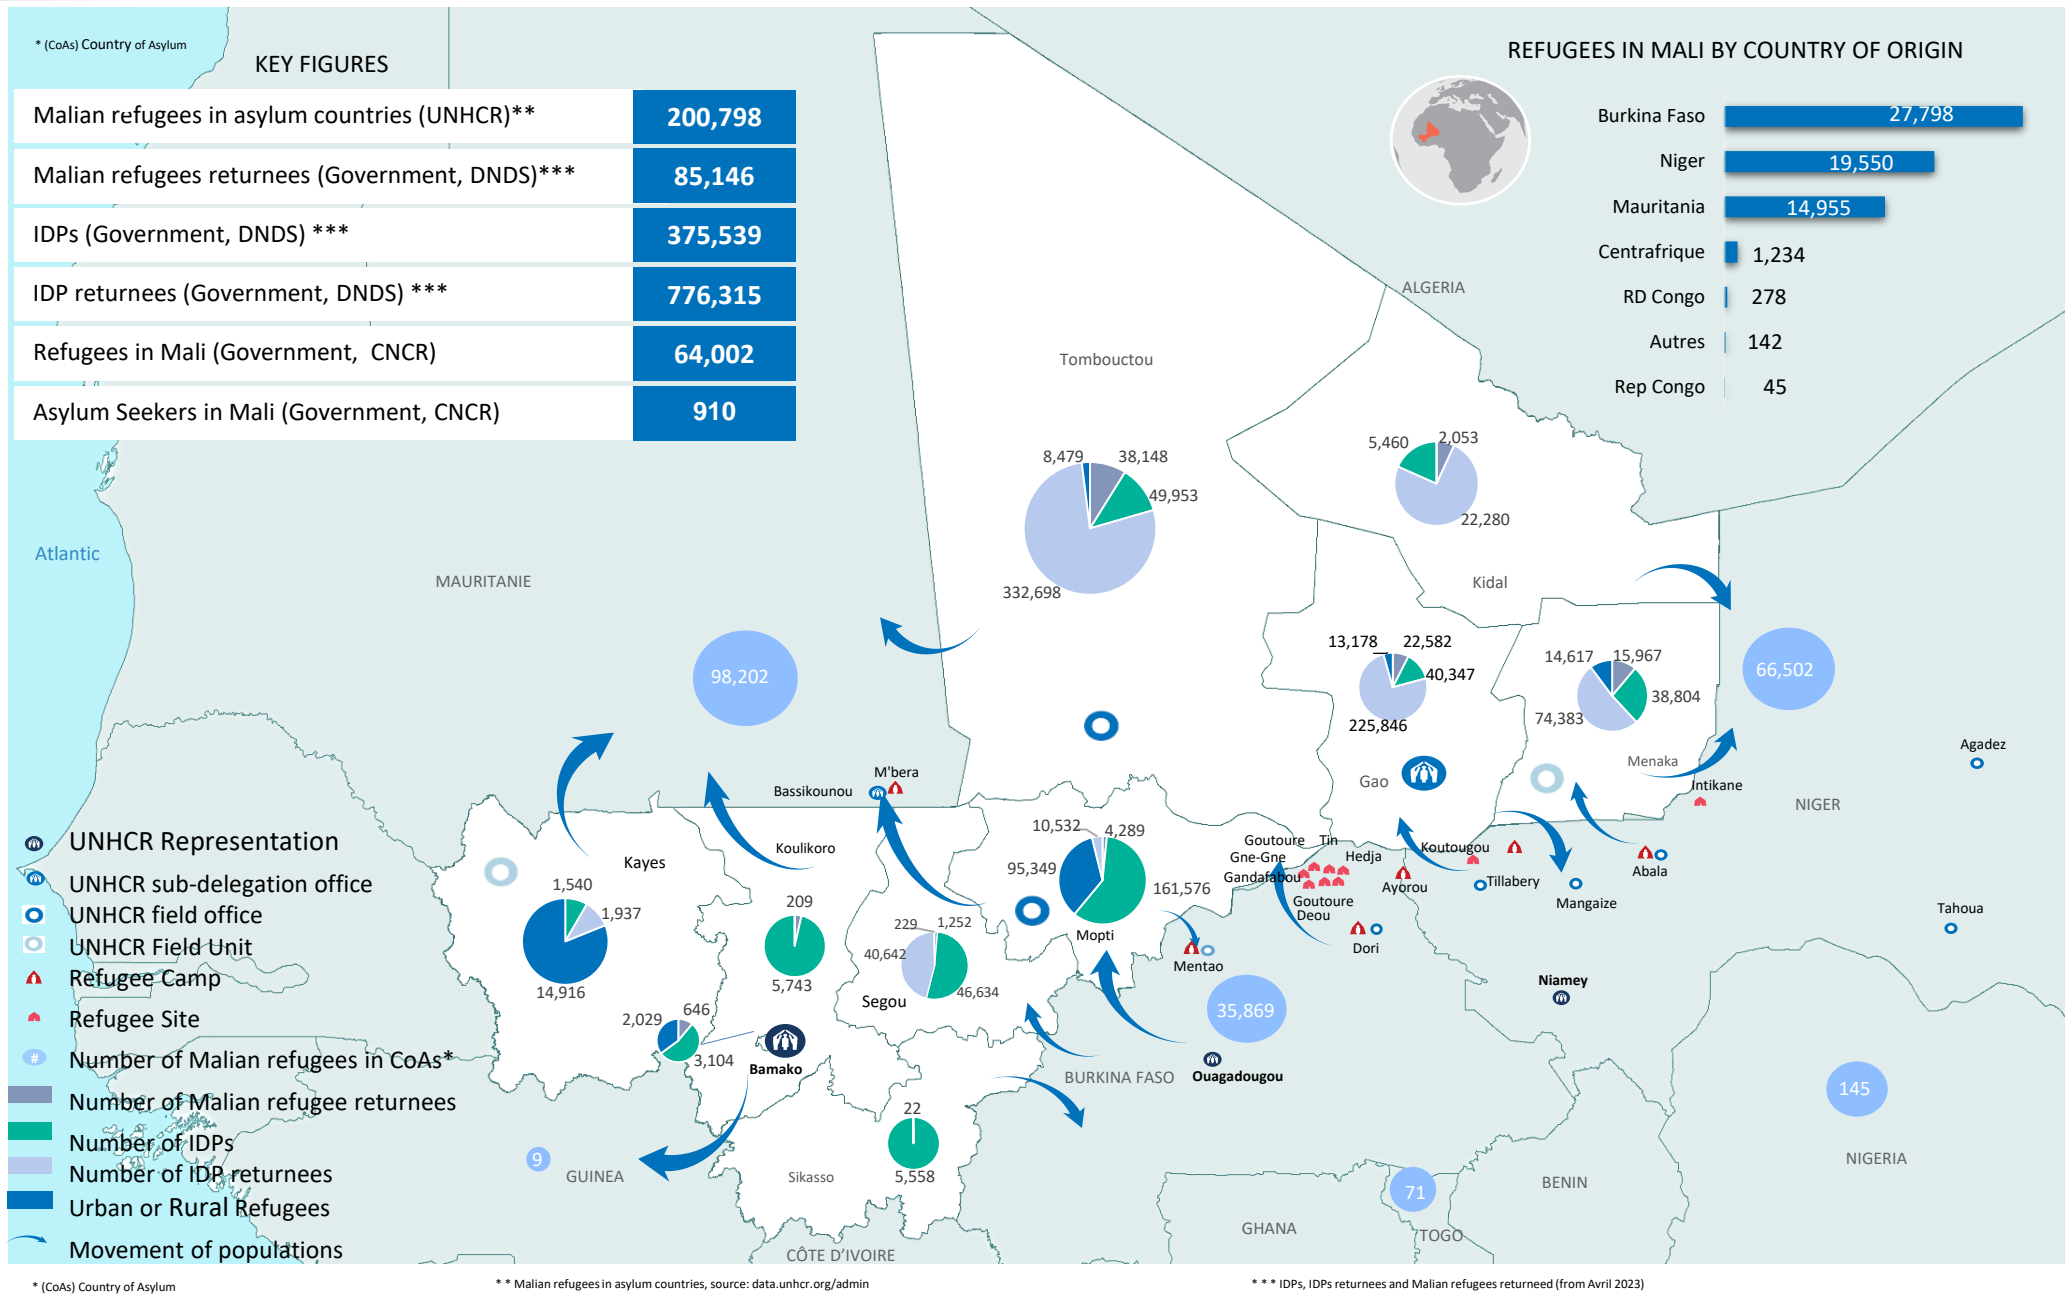 * (CoAs) Country of Asylum
KEY FIGURES
Malian refugees in asylum countries (UNHCR)** 200,798
Malian refugees returnees (Government, DNDS)*** 85,146
IDPs (Government, DNDS) *** 375,539
IDP returnees (Government, DNDS) *** 776,315
Refugees in Mali (Government, CNCR) 64,002
Asylum Seekers in Mali (Government, CNCR) 910
REFUGEES IN MALI BY COUNTRY OF ORIGIN
Burkina Faso 27,798
Niger 19,550
Mauritania 14,955
Centrafrique 1,234
RD Congo 278
Autres 142
Rep Congo 45
ALGERIA
Tombouctou
8,479
38,148
49,953
332,698
5,460
2,053
22,280
Kidal
Atlantic
MAURITANIE
98,202
13,178
22,582
40,347
225,846
Gao
14,617
15,967
38,804
74,383
Menaka
66,502
Agadez
Intikane
NIGER
M'bera
Bassikounou
Kayes
1,540
1,937
14,916
Koulikoro
209
5,743
229
1,252
40,642
46,634
Segou
10,532
4,289
95,349
161,576
Mopti
Goutoure
Gne-Gne
Gandafabou
Tin
Hedja
Goutoure
Deou
Koutougou
Ayorou
Tillabery
Mangaize
Abala
Tahoua
Dori
Mentao
Niamey
35,869
Ouagadougou
BURKINA FASO
2,029
646
3,104
Bamako
22
5,558
Sikasso
9
GUINEA
CÔTE D'IVOIRE
GHANA
71
TOGO
BENIN
145
NIGERIA
UNHCR Representation
UNHCR sub-delegation office
UNHCR field office
UNHCR Field Unit
Refugee Camp
Refugee Site
# Number of Malian refugees in CoAs*
Number of Malian refugee returnees
Number of IDPs
Number of IDP returnees
Urban or Rural Refugees
Movement of populations
* (CoAs) Country of Asylum
* * Malian refugees in asylum countries, source: data.unhcr.org/admin
* * * IDPs, IDPs returnees and Malian refugees returneed (from Avril 2023)